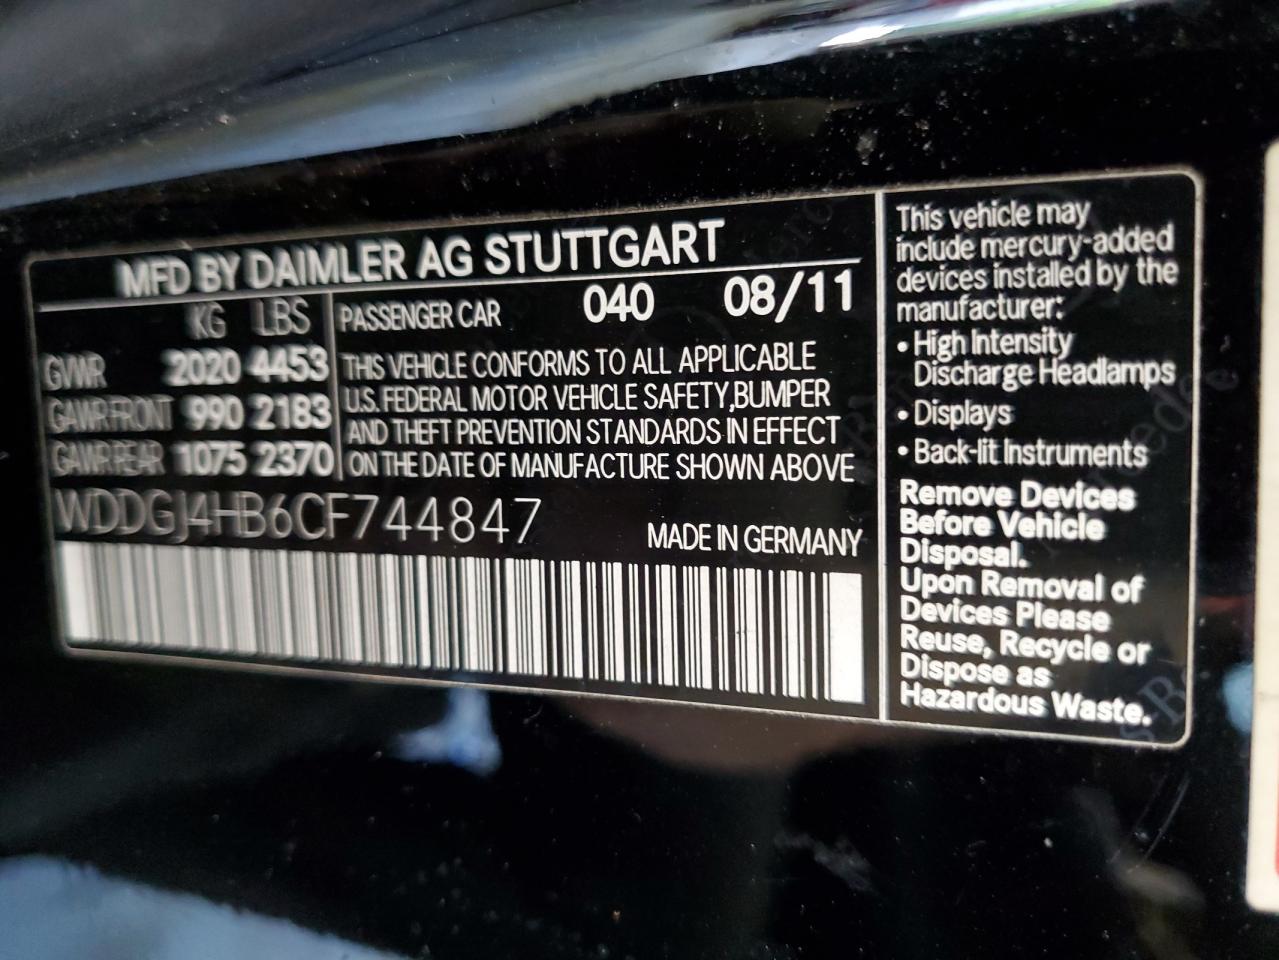 MFD BY DAIMLER AG STUTTGART
KG LBS
GVWR 2020 4453
GAWR FRONT 990 2183
GAWR REAR 1075 2370
PASSENGER CAR 040 08/11
THIS VEHICLE CONFORMS TO ALL APPLICABLE
U.S. FEDERAL MOTOR VEHICLE SAFETY, BUMPER
AND THEFT PREVENTION STANDARDS IN EFFECT
ON THE DATE OF MANUFACTURE SHOWN ABOVE
WDDGJ4HB6CF744847
MADE IN GERMANY
This vehicle may
include mercury-added
devices installed by the
manufacturer:
• High Intensity
Discharge Headlamps
• Displays
• Back-lit Instruments
Remove Devices
Before Vehicle
Disposal.
Upon Removal of
Devices Please
Reuse, Recycle or
Dispose as
Hazardous Waste.